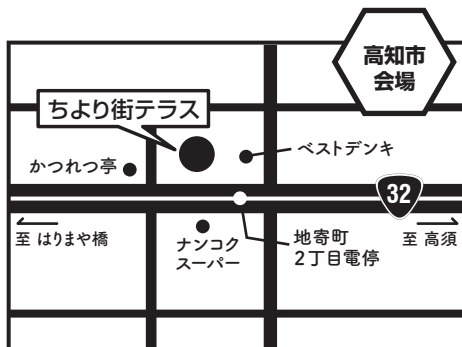 高知市
会場
ちより街テラス
かつれつ亭
ベストデンキ
32
至 はりまや橋
ナンコク
スーパー
地寄町
2丁目電停
至 高須